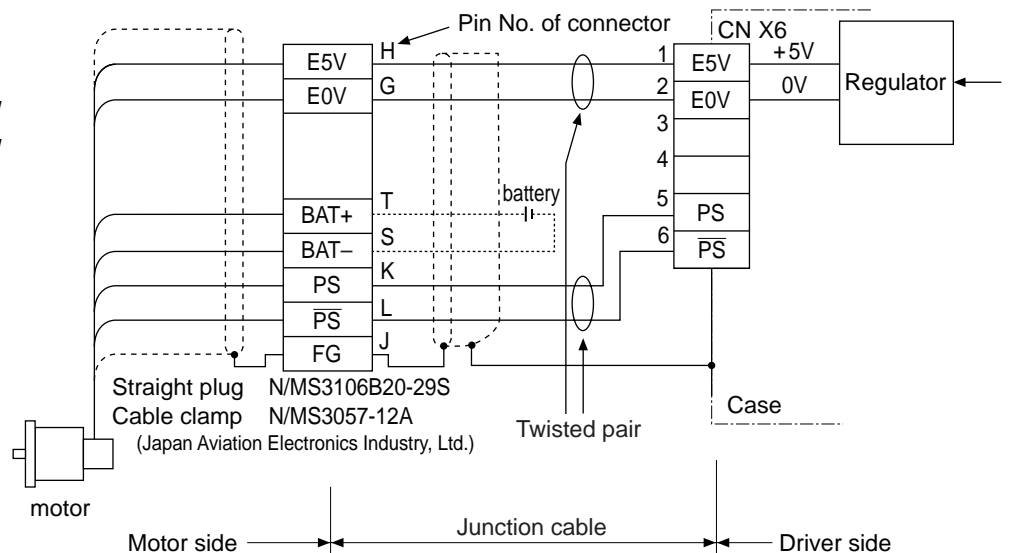 Pin No. of connector
CN X6
E5V
H
1
E5V
+5V
Regulator
E0V
G
2
E0V
0V
3
4
BAT+
T
battery
5
PS
BAT–
S
6
P̅S̅
PS
K
P̅S̅
L
FG
J
Straight plug N/MS3106B20-29S
Cable clamp N/MS3057-12A
(Japan Aviation Electronics Industry, Ltd.)
Twisted pair
Case
motor
Motor side
Junction cable
Driver side